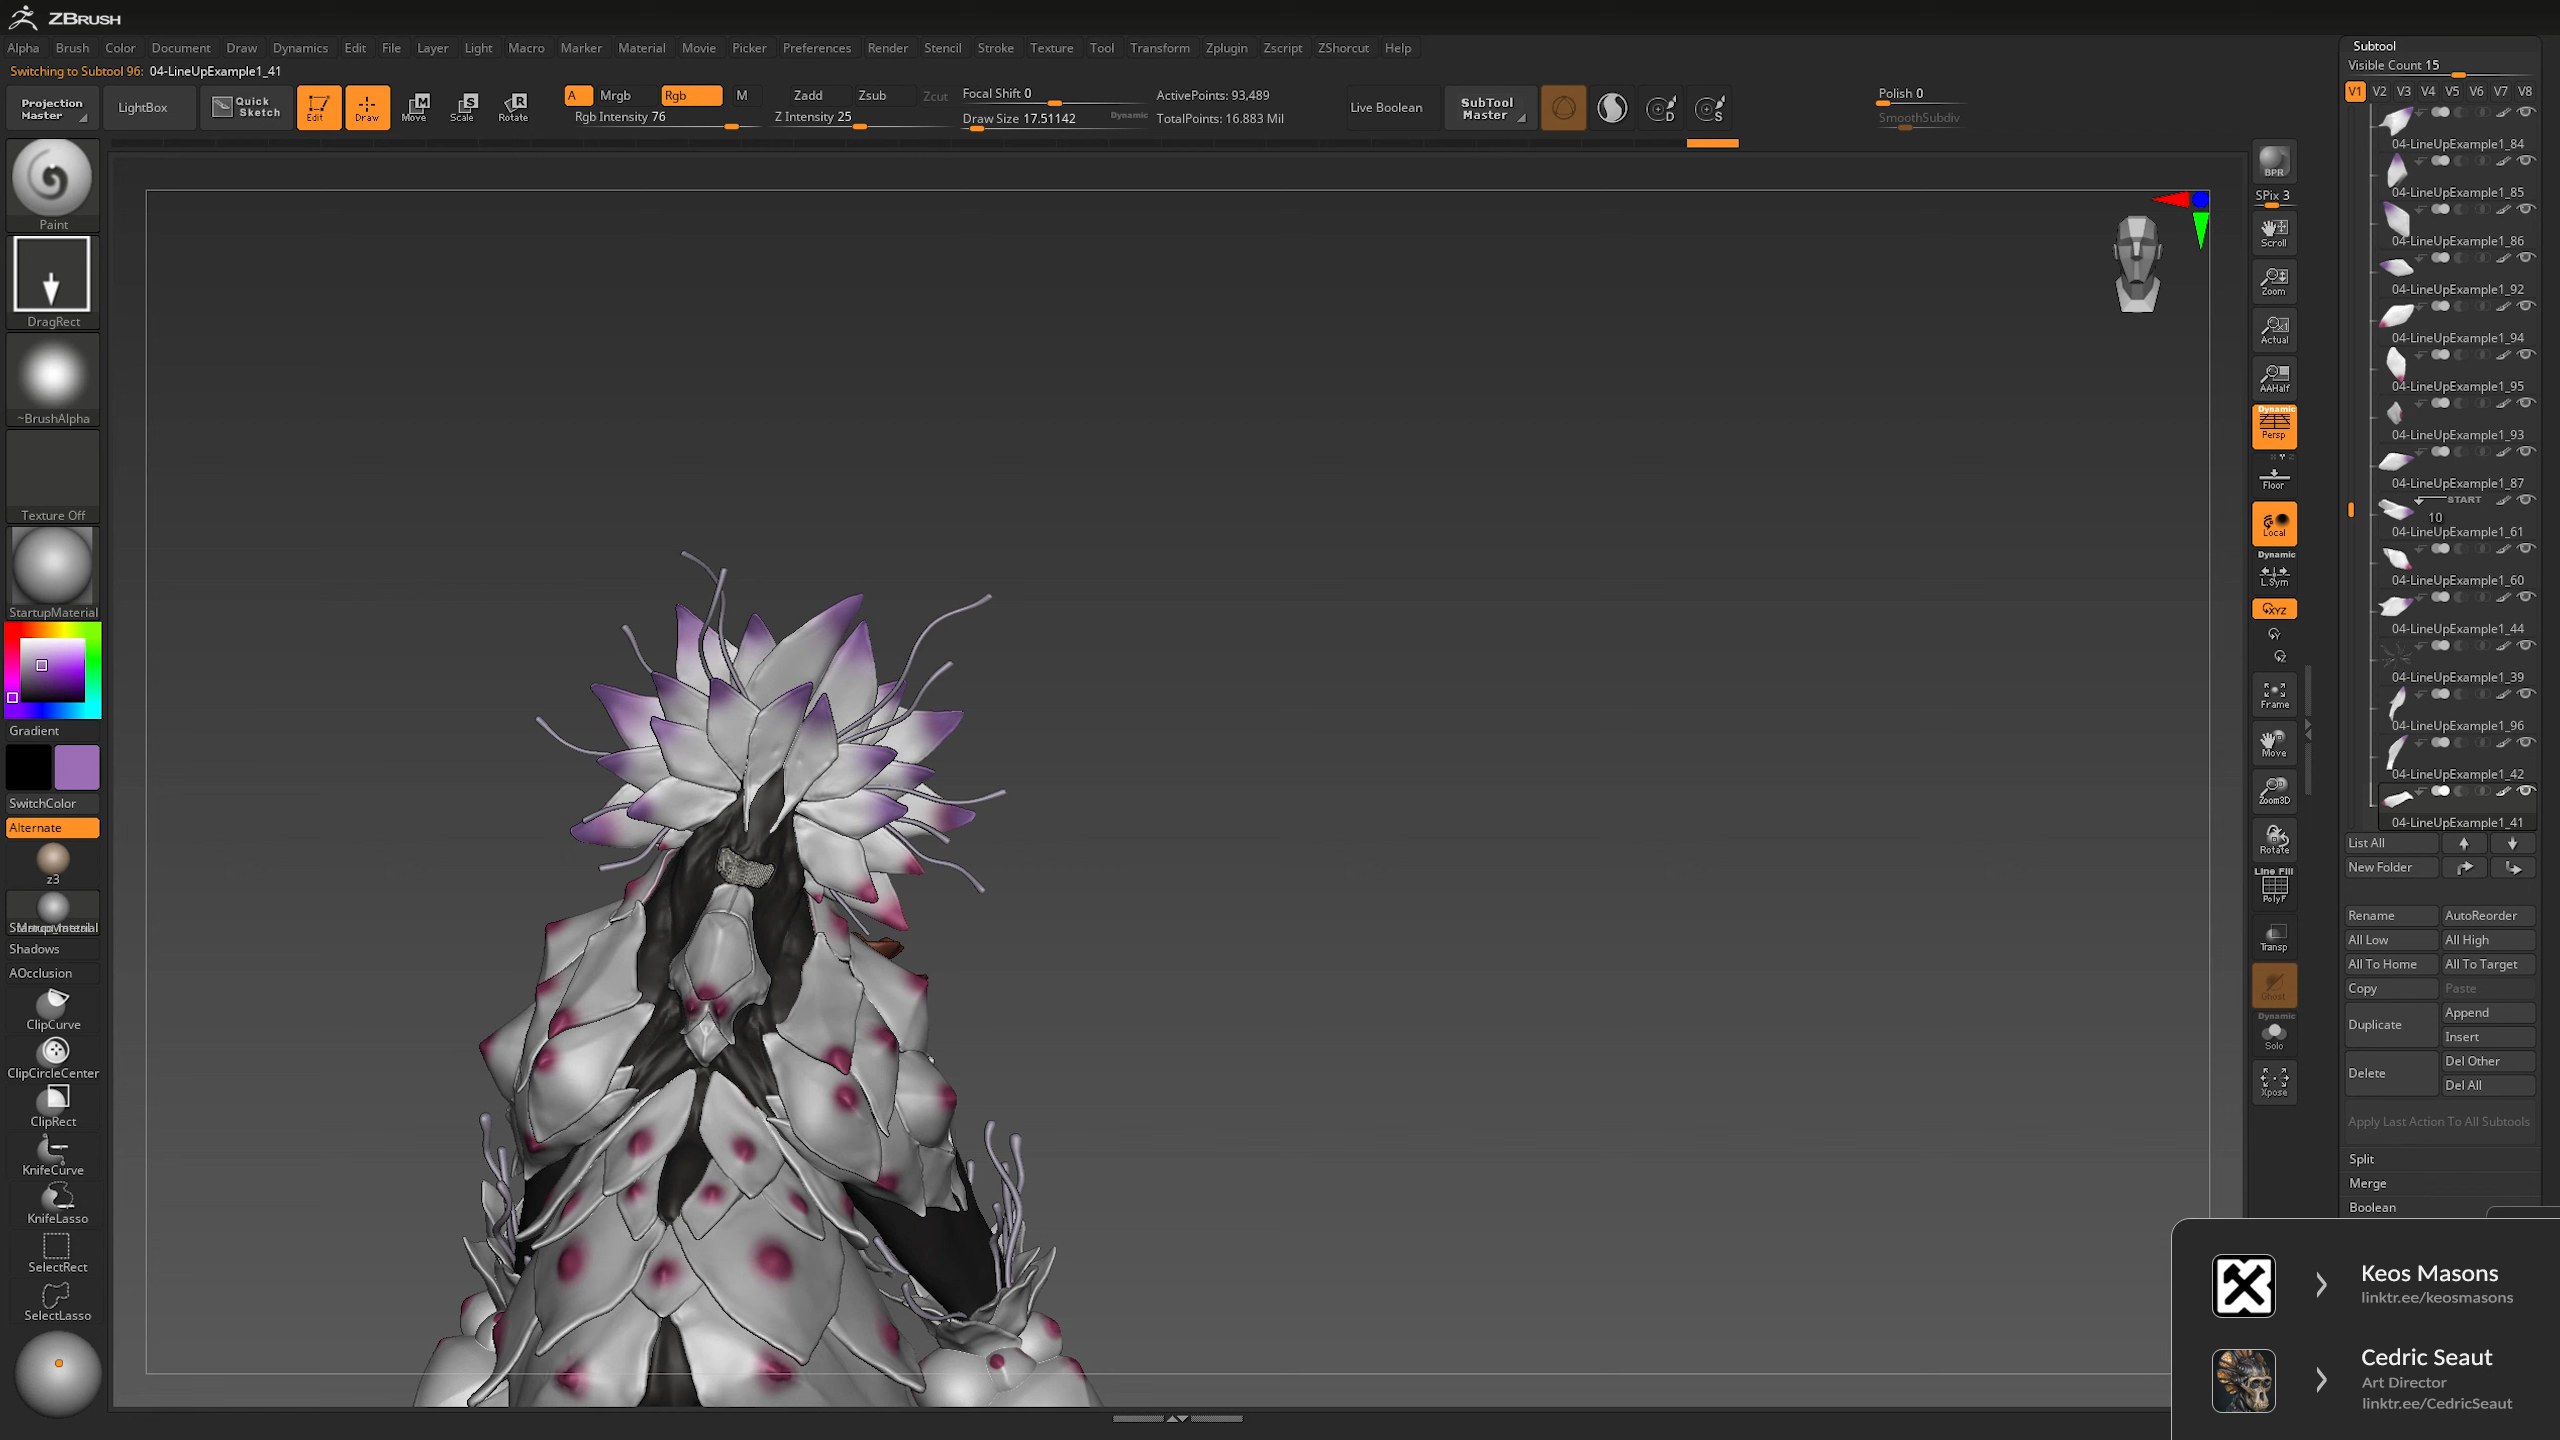 ZBRUSH
Alpha Brush Color Document Draw Dynamics Edit File Layer Light Macro Marker Material Movie Picker Preferences Render Stencil Stroke Texture Tool Transform Zplugin Zscript ZShorcut Help
Switching to Subtool 96: 04-LineUpExample1_41
Projection Master
LightBox
Quick Sketch
Edit
Draw
Move
Scale
Rotate
A Mrgb Rgb M
Rgb Intensity 76
Zadd Zsub Zcut
Z Intensity 25
Focal Shift 0
Draw Size 17.51142
Dynamic
ActivePoints: 93,489
TotalPoints: 16.883 Mil
Live Boolean
SubTool Master
Polish 0
SmoothSubdiv
Paint
DragRect
~BrushAlpha
Texture Off
StartupMaterial
Gradient
SwitchColor
Alternate
z3
Shadows
AOcclusion
ClipCurve
ClipCircleCenter
ClipRect
KnifeCurve
KnifeLasso
SelectRect
SelectLasso
BPR
SPix 3
Scroll
Zoom
Actual
AAHalf
Dynamic
Persp
Floor
Local
Dynamic
L.Sym
XYZ
Frame
Move
Zoom3D
Rotate
Line Fill
PolyF
Transp
Ghost
Dynamic
Solo
Xpose
Subtool
Visible Count 15
V1 V2 V3 V4 V5 V6 V7 V8
04-LineUpExample1_84
04-LineUpExample1_85
04-LineUpExample1_86
04-LineUpExample1_92
04-LineUpExample1_94
04-LineUpExample1_95
04-LineUpExample1_93
04-LineUpExample1_87
START
10
04-LineUpExample1_61
04-LineUpExample1_60
04-LineUpExample1_44
04-LineUpExample1_39
04-LineUpExample1_96
04-LineUpExample1_42
04-LineUpExample1_41
List All
New Folder
Rename AutoReorder
All Low All High
All To Home All To Target
Copy Paste
Duplicate Append
Insert
Delete Del Other
Del All
Apply Last Action To All Subtools
Split
Merge
Boolean
Keos Masons
linktr.ee/keosmasons
Cedric Seaut
Art Director
linktr.ee/CedricSeaut